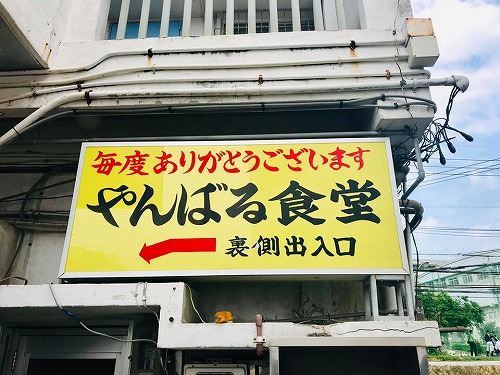 毎度ありがとうございます
やんばる食堂
裏側出入口